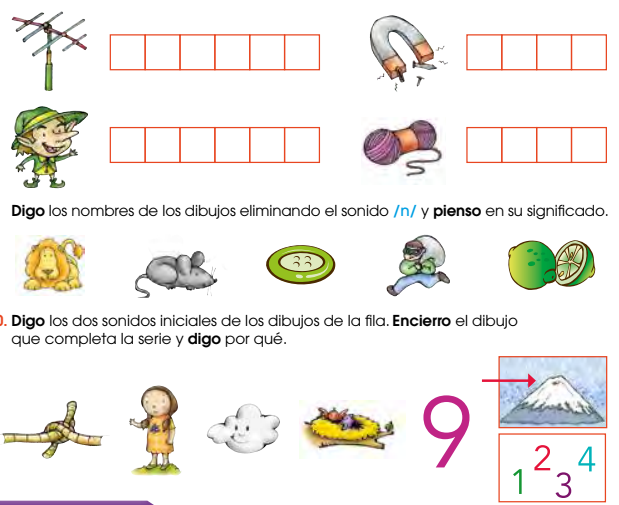 Digo los nombres de los dibujos eliminando el sonido /n/ y pienso en su significado.
. Digo los dos sonidos iniciales de los dibujos de la fila. Encierro el dibujo
que completa la serie y digo por qué.
9
2 4
1 3